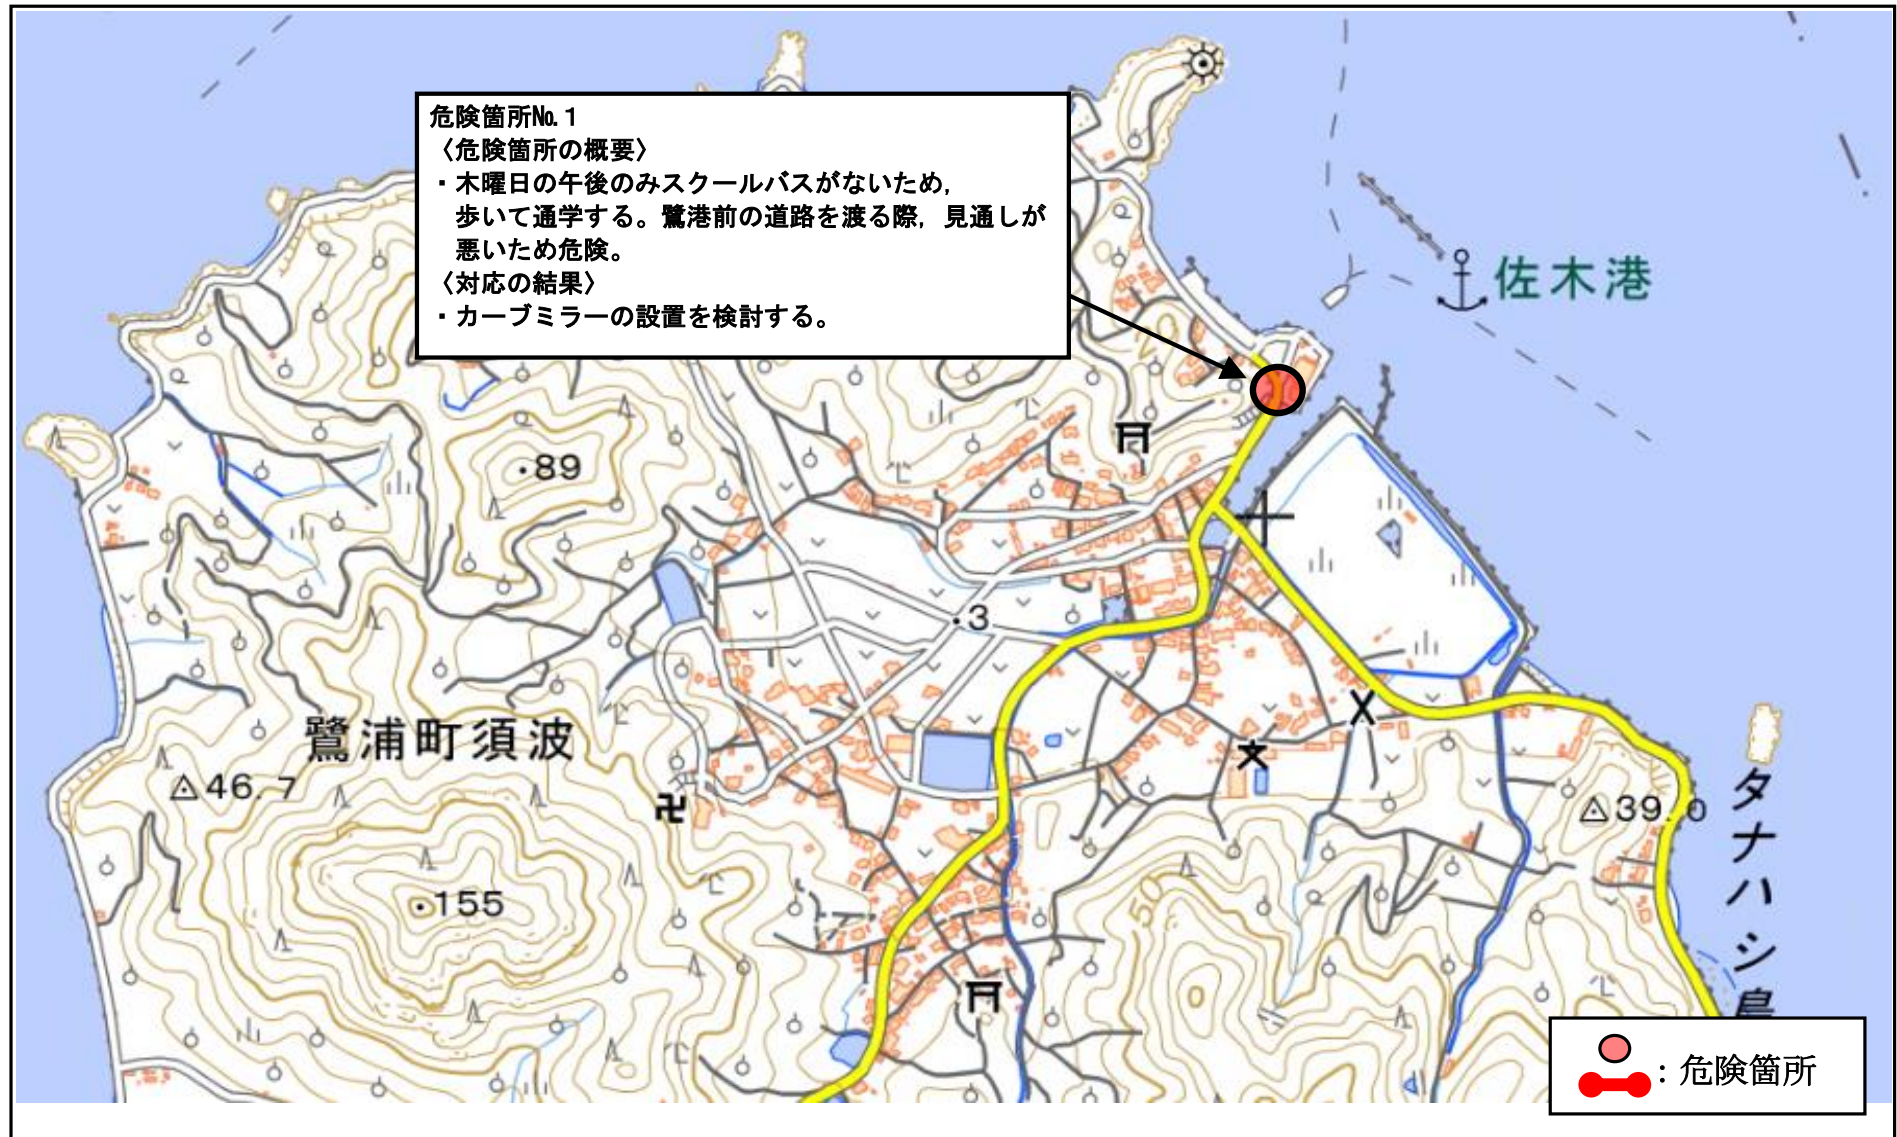 危険箇所№.1
〈危険箇所の概要〉
・木曜日の午後のみスクールバスがないため,
歩いて通学する。鷺港前の道路を渡る際,見通しが
悪いため危険。
〈対応の結果〉
・カーブミラーの設置を検討する。
佐木港
89
3
鷺浦町須波
46.7
155
50
39.0
タナハシ島
:危険箇所